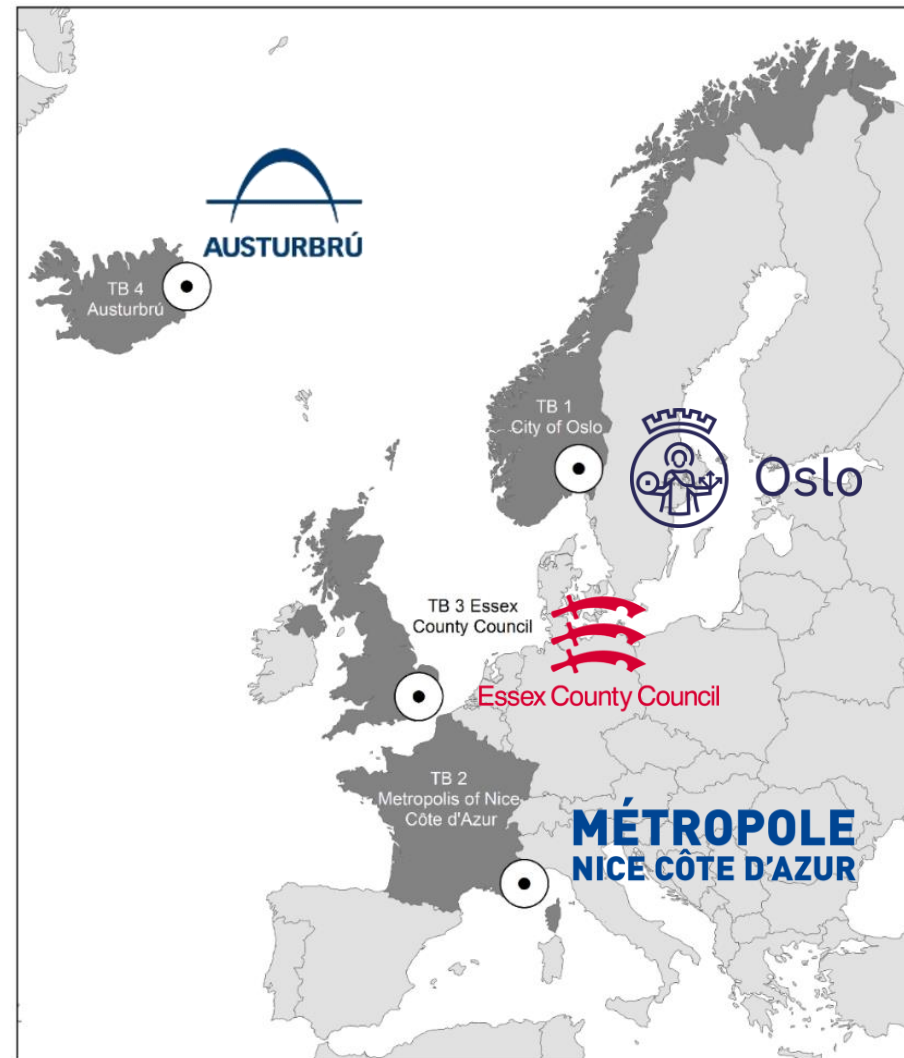 AUSTURBRÚ
TB 4
Austurbrú
TB 1
City of Oslo
Oslo
TB 3 Essex
County Council
Essex County Council
TB 2
Metropolis of Nice
Côte d'Azur
MÉTROPOLE
NICE CÔTE D'AZUR